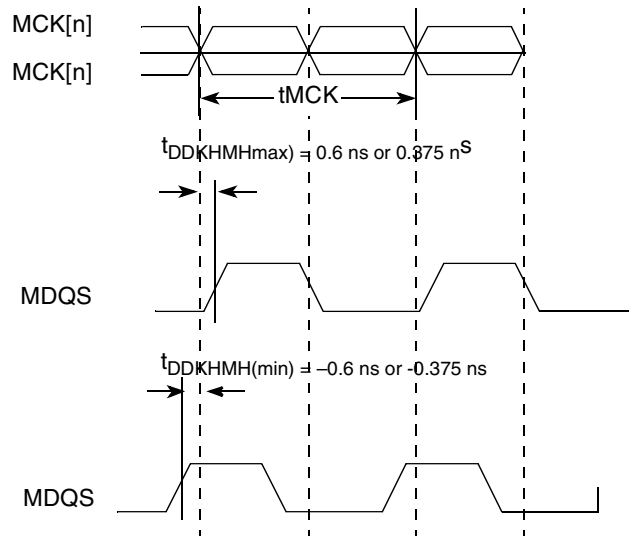 MCK[n]
MCK[n]
tMCK
tDDKHMHmax) = 0.6 ns or 0.375 ns
MDQS
tDDKHMH(min) = –0.6 ns or -0.375 ns
MDQS